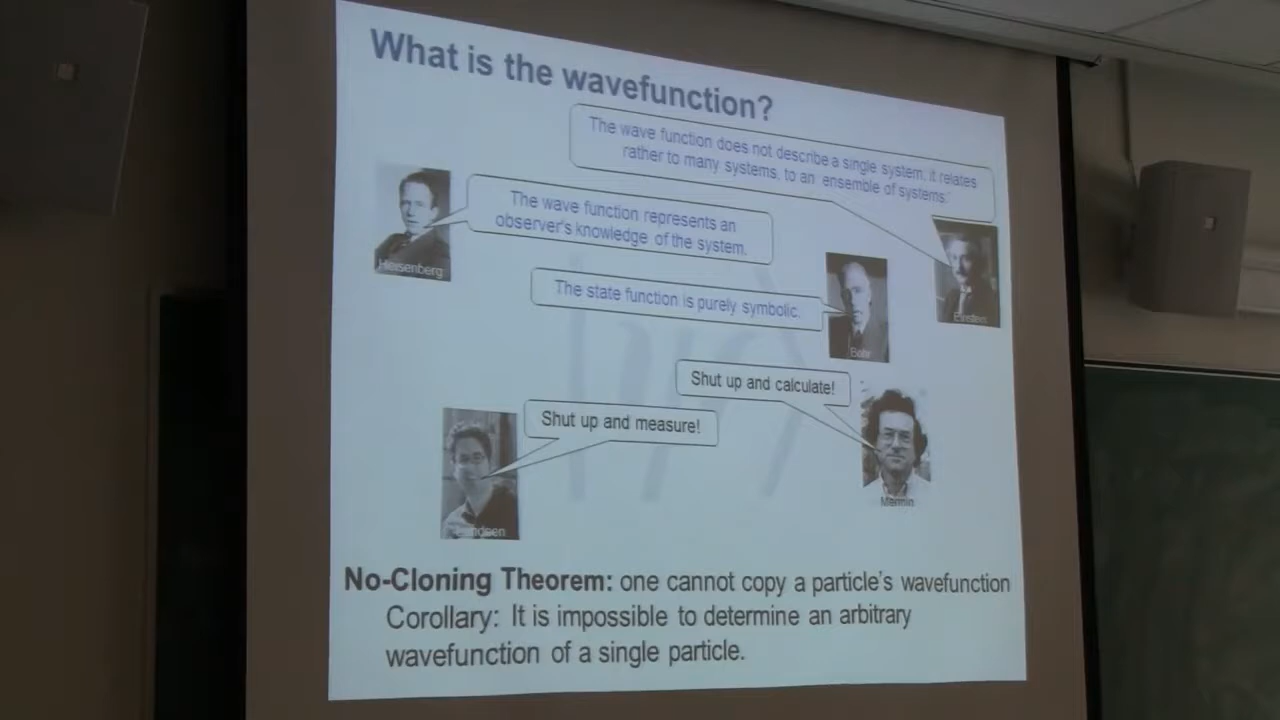 What is the wavefunction?
The wave function does not describe a single system, it relates
rather to many systems, to an ensemble of systems.'
Heisenberg
The wave function represents an
observer's knowledge of the system.
The state function is purely symbolic.
Bohr
Einstein
Shut up and calculate!
Shut up and measure!
Mermin
No-Cloning Theorem: one cannot copy a particle's wavefunction
Corollary: It is impossible to determine an arbitrary
wavefunction of a single particle.